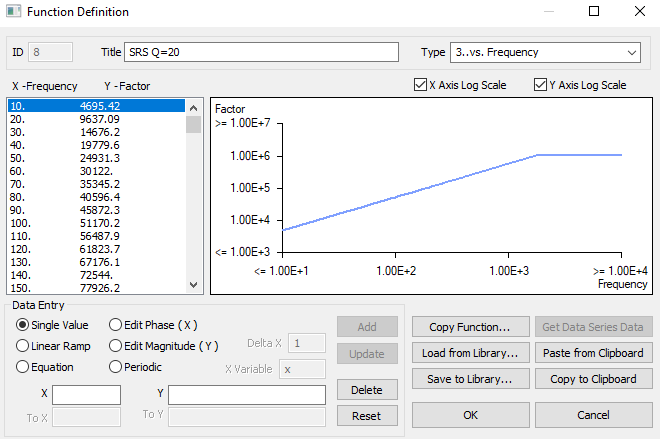 Function Definition
ID 8 Title SRS Q=20 Type 3..vs. Frequency
X -Frequency Y -Factor X Axis Log Scale Y Axis Log Scale
10. 4695.42
20. 9637.09
30. 14676.2
40. 19779.6
50. 24931.3
60. 30122.
70. 35345.2
80. 40596.4
90. 45872.3
100. 51170.2
110. 56487.9
120. 61823.7
130. 67176.1
140. 72544.
150. 77926.2
Factor
>= 1.00E+7
1.00E+6
1.00E+5
1.00E+4
<= 1.00E+3
<= 1.00E+1 1.00E+2 1.00E+3 >= 1.00E+4
Frequency
Data Entry
Single Value Edit Phase ( X ) Add
Linear Ramp Edit Magnitude ( Y ) Delta X 1 Update
Equation Periodic X Variable x
X Y Delete
To X To Y Reset
Copy Function... Get Data Series Data
Load from Library... Paste from Clipboard
Save to Library... Copy to Clipboard
OK Cancel